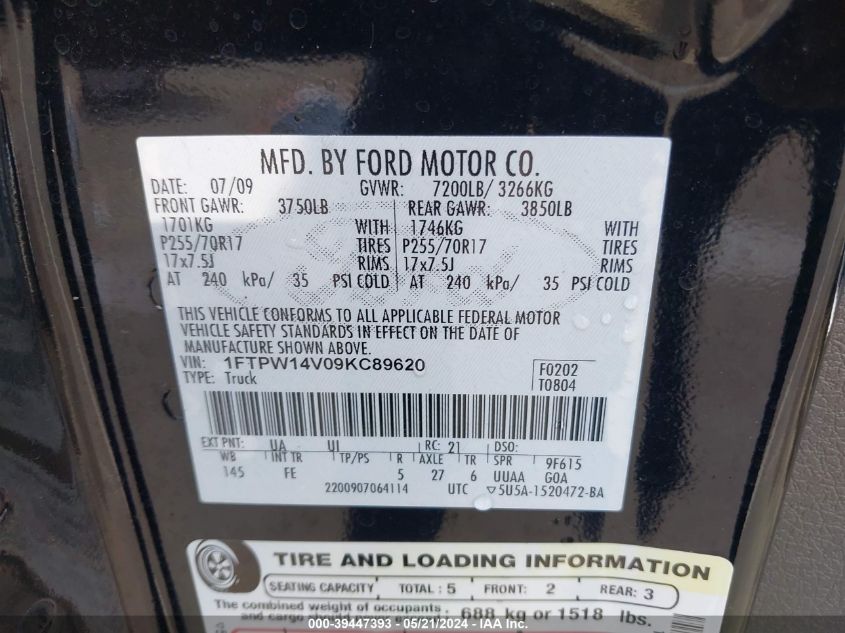 MFD. BY FORD MOTOR CO.
DATE: 07/09 GVWR: 7200LB/ 3266KG
FRONT GAWR: 3750LB REAR GAWR: 3850LB
1701KG WITH 1746KG WITH
P255/70R17 TIRES P255/70R17 TIRES
17x7.5J RIMS 17x7.5J RIMS
AT 240 kPa/ 35 PSI COLD AT 240 kPa/ 35 PSI COLD
THIS VEHICLE CONFORMS TO ALL APPLICABLE FEDERAL MOTOR
VEHICLE SAFETY STANDARDS IN EFFECT ON THE DATE OF
MANUFACTURE SHOWN ABOVE.
VIN: 1FTPW14V09KC89620 F0202
TYPE: Truck T0804
EXT PNT: UA UI RC: 21 DSO:
WB INT TR TP/PS R AXLE TR SPR 9F615
145 FE 5 27 6 UUAA GOA
2200907064114 UTC ▽5U5A-1520472-BA
TIRE AND LOADING INFORMATION
SEATING CAPACITY TOTAL: 5 FRONT: 2 REAR: 3
The combined weight of occupants
and cargo should 688 kg or 1518 lbs.
000-39447393 - 05/21/2024 - IAA Inc.